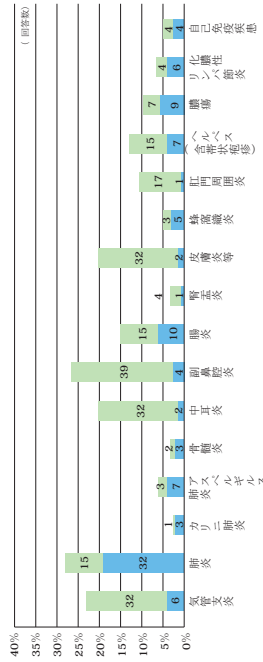 (回答数)
40%
35%
30%
25%
20%
15%
10%
5%
0%
32
6
気管支炎
15
32
肺炎
1
3
カリニ肺炎
3
7
アスペルギルス
肺炎
2
3
骨髄炎
32
2
中耳炎
39
4
副鼻腔炎
15
10
腸炎
4
1
腎盂炎
32
2
皮膚炎等
3
5
蜂窩織炎
17
1
肛門周囲炎
15
7
ヘルペス
(含帯状疱疹)
7
9
膿瘍
4
6
化膿性
リンパ節炎
4
4
自己免疫疾患